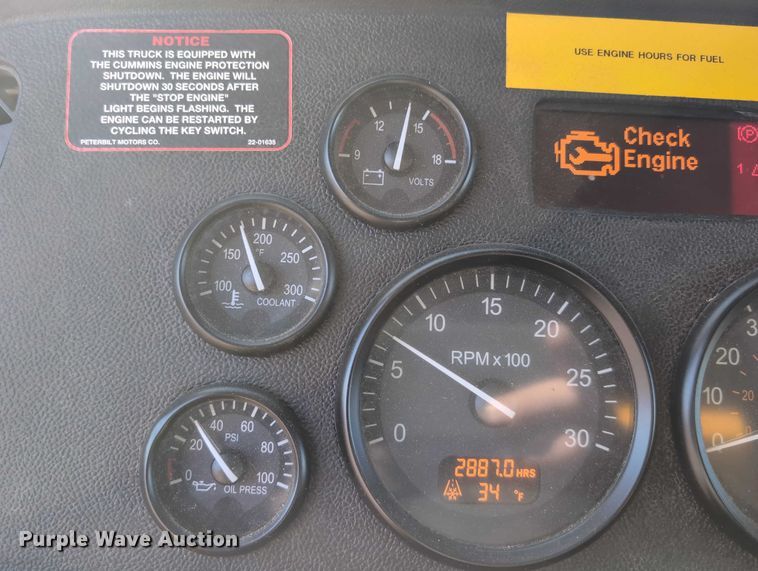 NOTICE
THIS TRUCK IS EQUIPPED WITH
THE CUMMINS ENGINE PROTECTION
SHUTDOWN. THE ENGINE WILL
SHUTDOWN 30 SECONDS AFTER
THE "STOP ENGINE"
LIGHT BEGINS FLASHING. THE
ENGINE CAN BE RESTARTED BY
CYCLING THE KEY SWITCH.
PETERBILT MOTORS CO. 22-01635
USE ENGINE HOURS FOR FUEL
Check
Engine
(P)
1
9 12 15 18
VOLTS
100 150 200 250 300
°F
COOLANT
0 20 40 60 80 100
PSI
OIL PRESS
0 5 10 15 20 25 30
RPM x 100
2887.0 HRS
34 °F
0 10 20
20
Purple Wave Auction